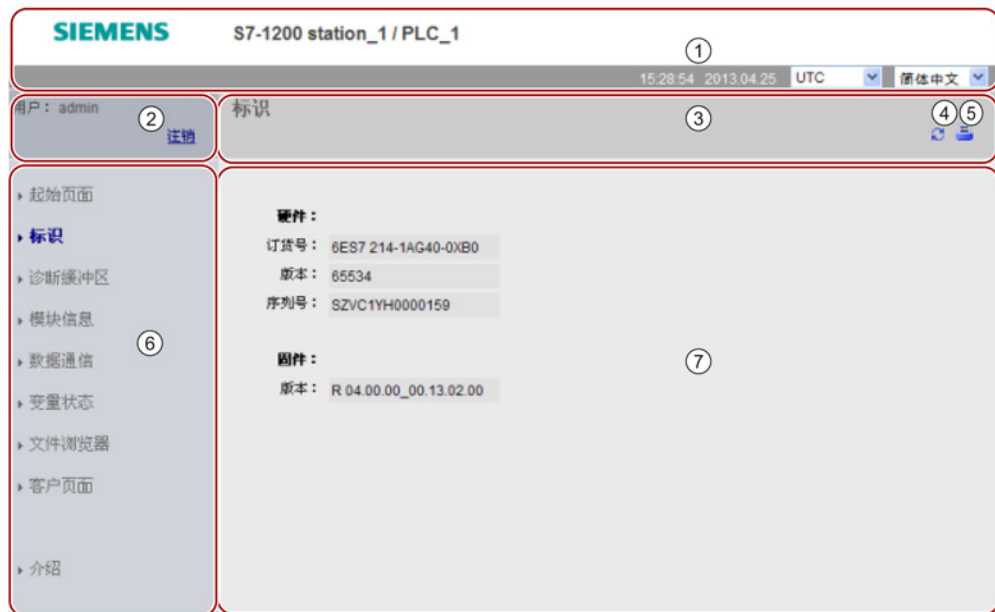 SIEMENS S7-1200 station_1 / PLC_1
①
15:28:54 2013.04.25 UTC 简体中文
用户： admin
②
注销
标识
③
④⑤
▸ 起始页面
▸ 标识
▸ 诊断缓冲区
▸ 模块信息
▸ 数据通信
▸ 变量状态
▸ 文件浏览器
▸ 客户页面
▸ 介绍
⑥
硬件：
订货号： 6ES7 214-1AG40-0XB0
版本： 65534
序列号： SZVC1YH0000159
固件：
版本： R 04.00.00_00.13.02.00
⑦